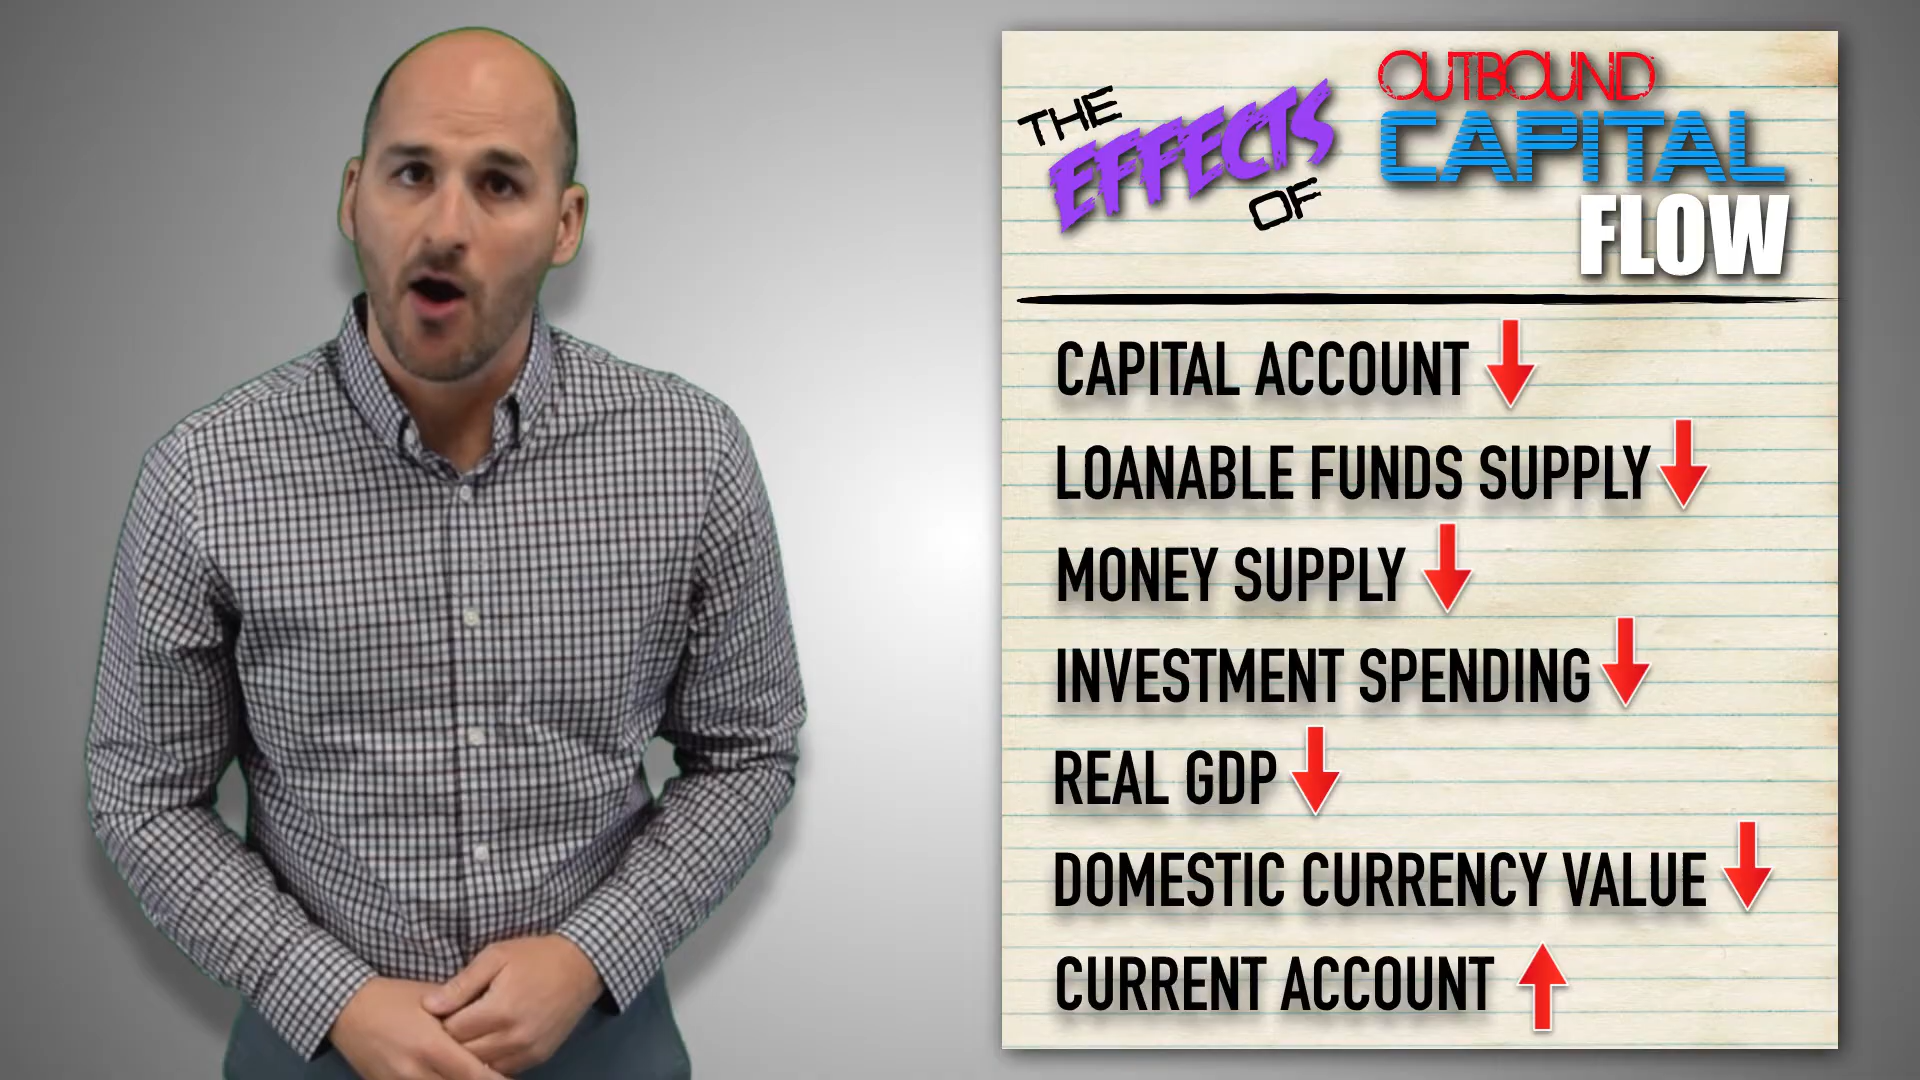 THE
EFFECTS
OF
OUTBOUND
CAPITAL
FLOW
CAPITAL ACCOUNT
LOANABLE FUNDS SUPPLY
MONEY SUPPLY
INVESTMENT SPENDING
REAL GDP
DOMESTIC CURRENCY VALUE
CURRENT ACCOUNT